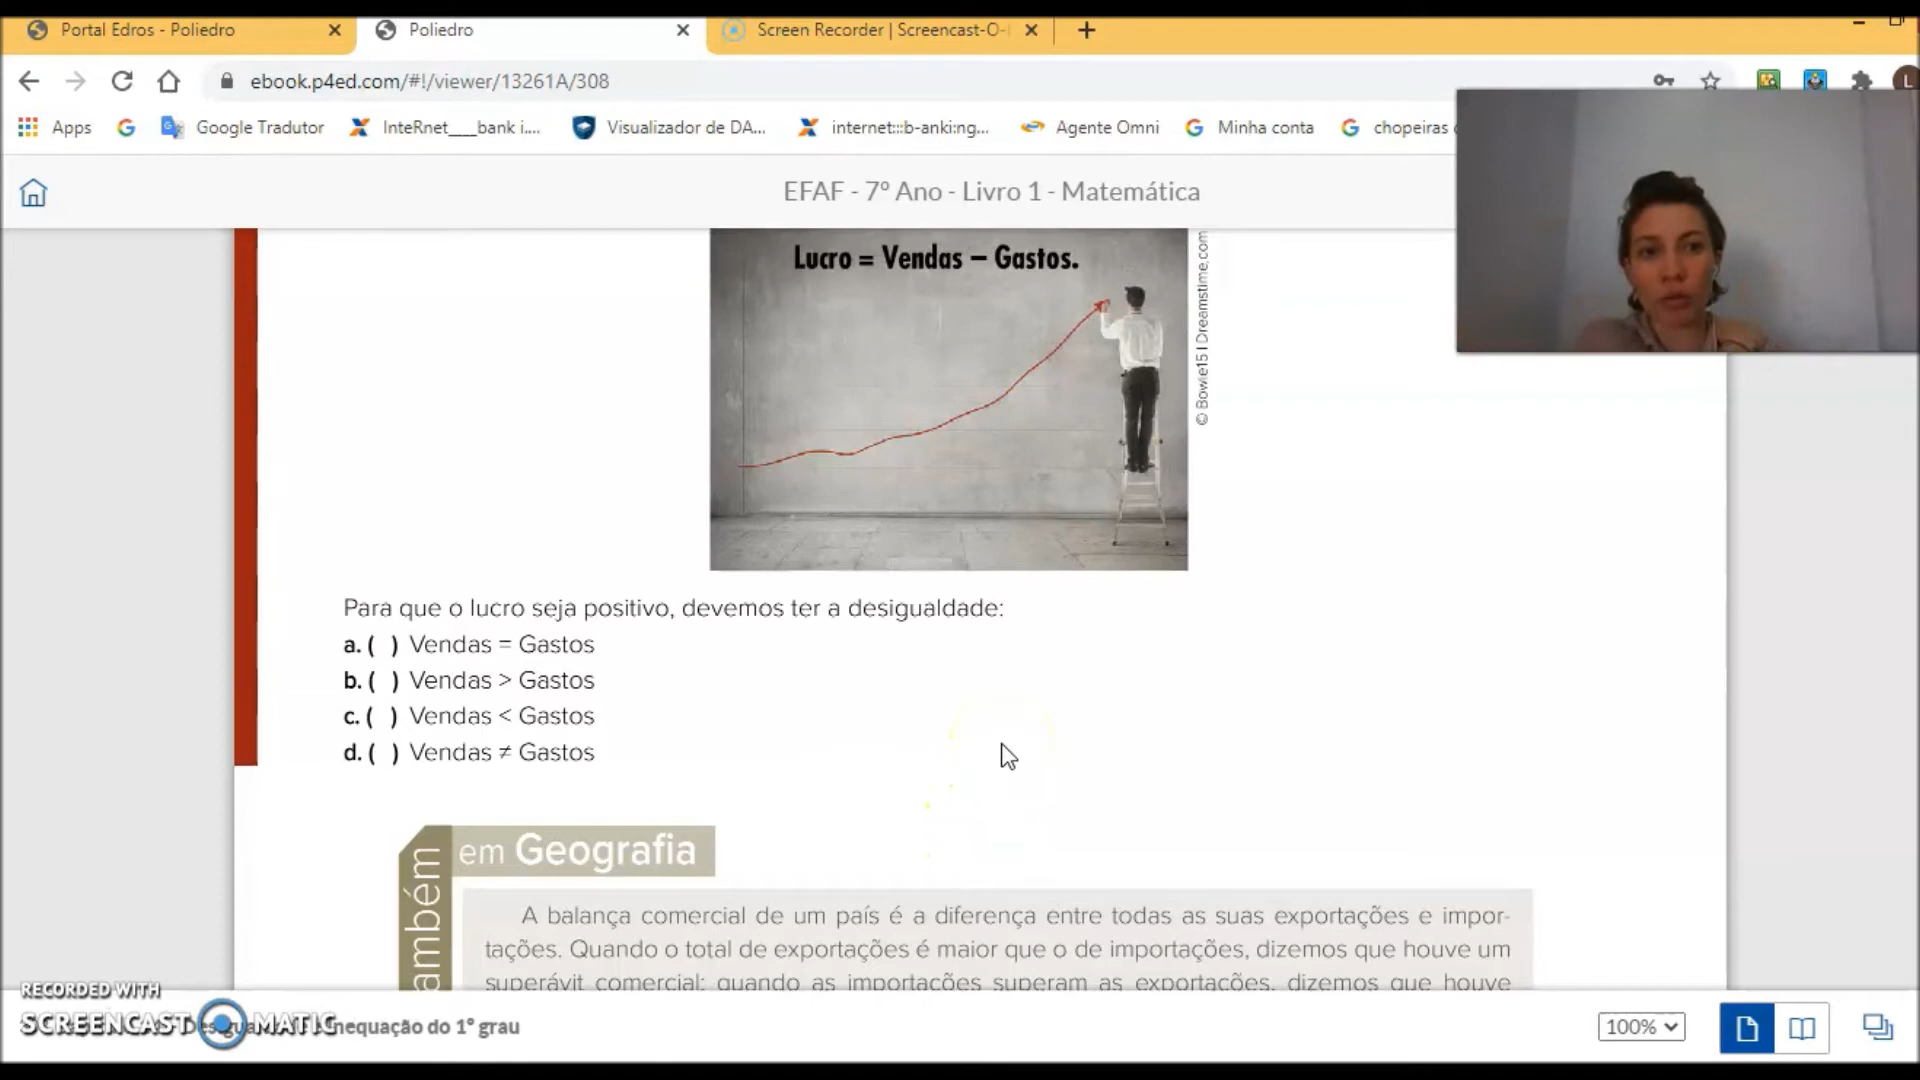 Portal Edros - Poliedro
Poliedro
Screen Recorder | Screencast-O-
ebook.p4ed.com/#!/viewer/13261A/308
L
Apps
Google Tradutor
InteRnet___bank i....
Visualizador de DA...
internet:::b-anki:ng...
Agente Omni
Minha conta
chopeiras
EFAF - 7º Ano - Livro 1 - Matemática
Lucro = Vendas – Gastos.
© Bowie15 | Dreamstime.com
Para que o lucro seja positivo, devemos ter a desigualdade:
a. ( ) Vendas = Gastos
b. ( ) Vendas > Gastos
c. ( ) Vendas < Gastos
d. ( ) Vendas ≠ Gastos
em Geografia
A balança comercial de um país é a diferença entre todas as suas exportações e impor-
tações. Quando o total de exportações é maior que o de importações, dizemos que houve um
superávit comercial; quando as importações superam as exportações, dizemos que houve
RECORDED WITH
SCREENCAST MATIC
nequação do 1º grau
100%